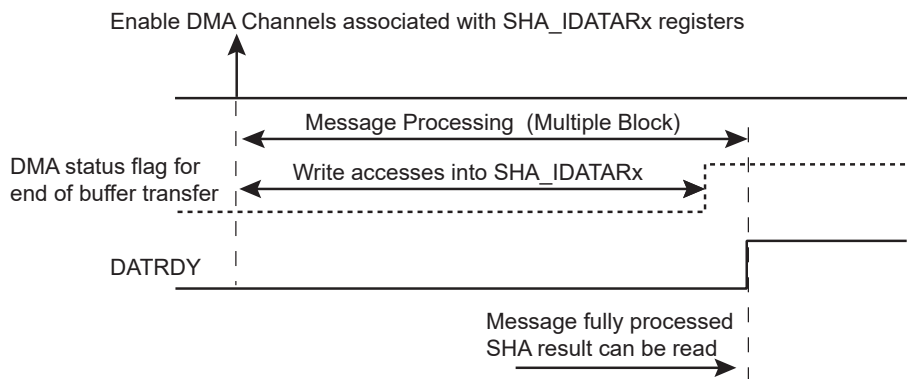 Enable DMA Channels associated with SHA_IDATARx registers
Message Processing (Multiple Block)
DMA status flag for
end of buffer transfer
Write accesses into SHA_IDATARx
DATRDY
Message fully processed
SHA result can be read